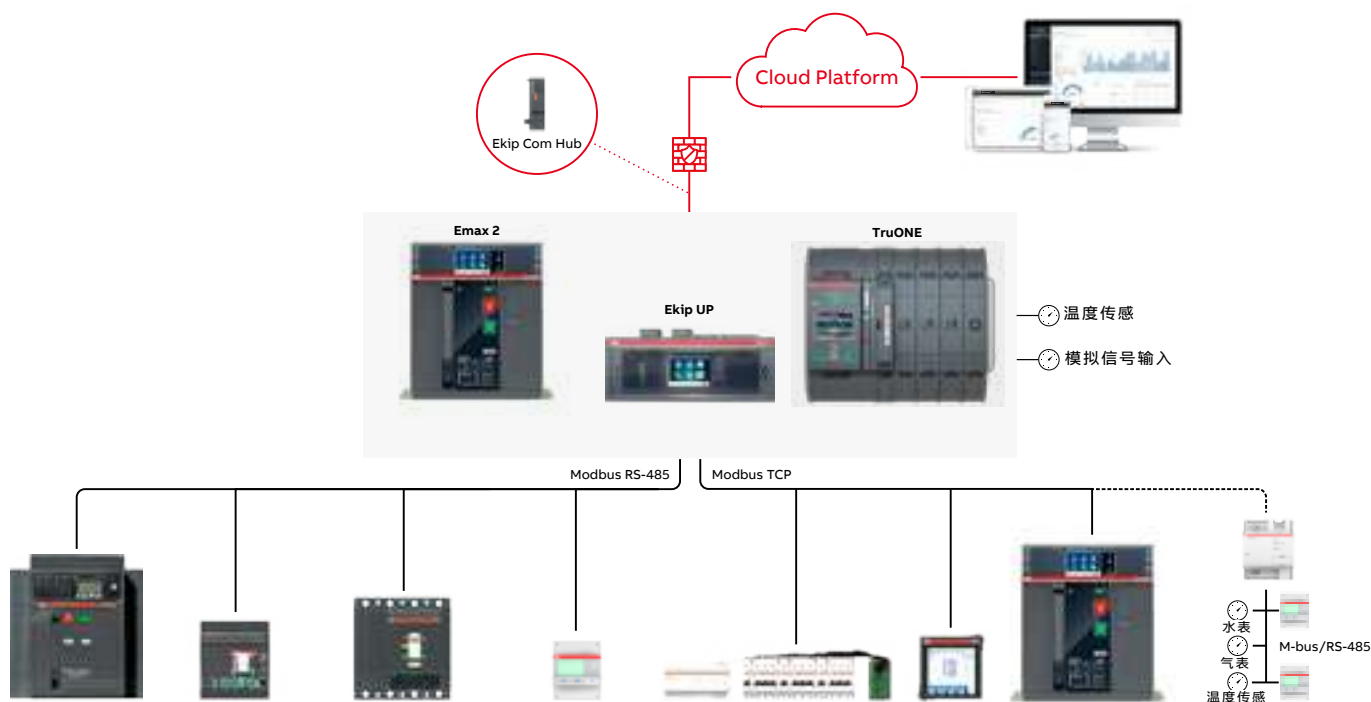 Cloud Platform
Ekip Com Hub
Emax 2
TruONE
Ekip UP
温度传感
模拟信号输入
Modbus RS-485
Modbus TCP
水表
M-bus/RS-485
气表
温度传感